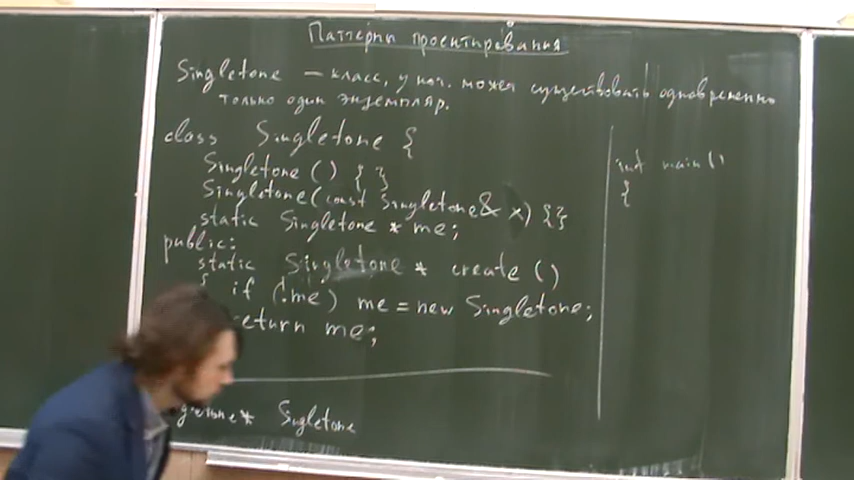 Паттерны проектирования
Singletone – класс, у кот. может существовать одновременно
только один экземпляр.
class Singletone {
Singletone () { }
Singletone(const Singletone& x) {}
static Singletone * me;
public:
static Singletone * create ()
{ if (!me) me = new Singletone;
return me;
Singletone
int main ()
{